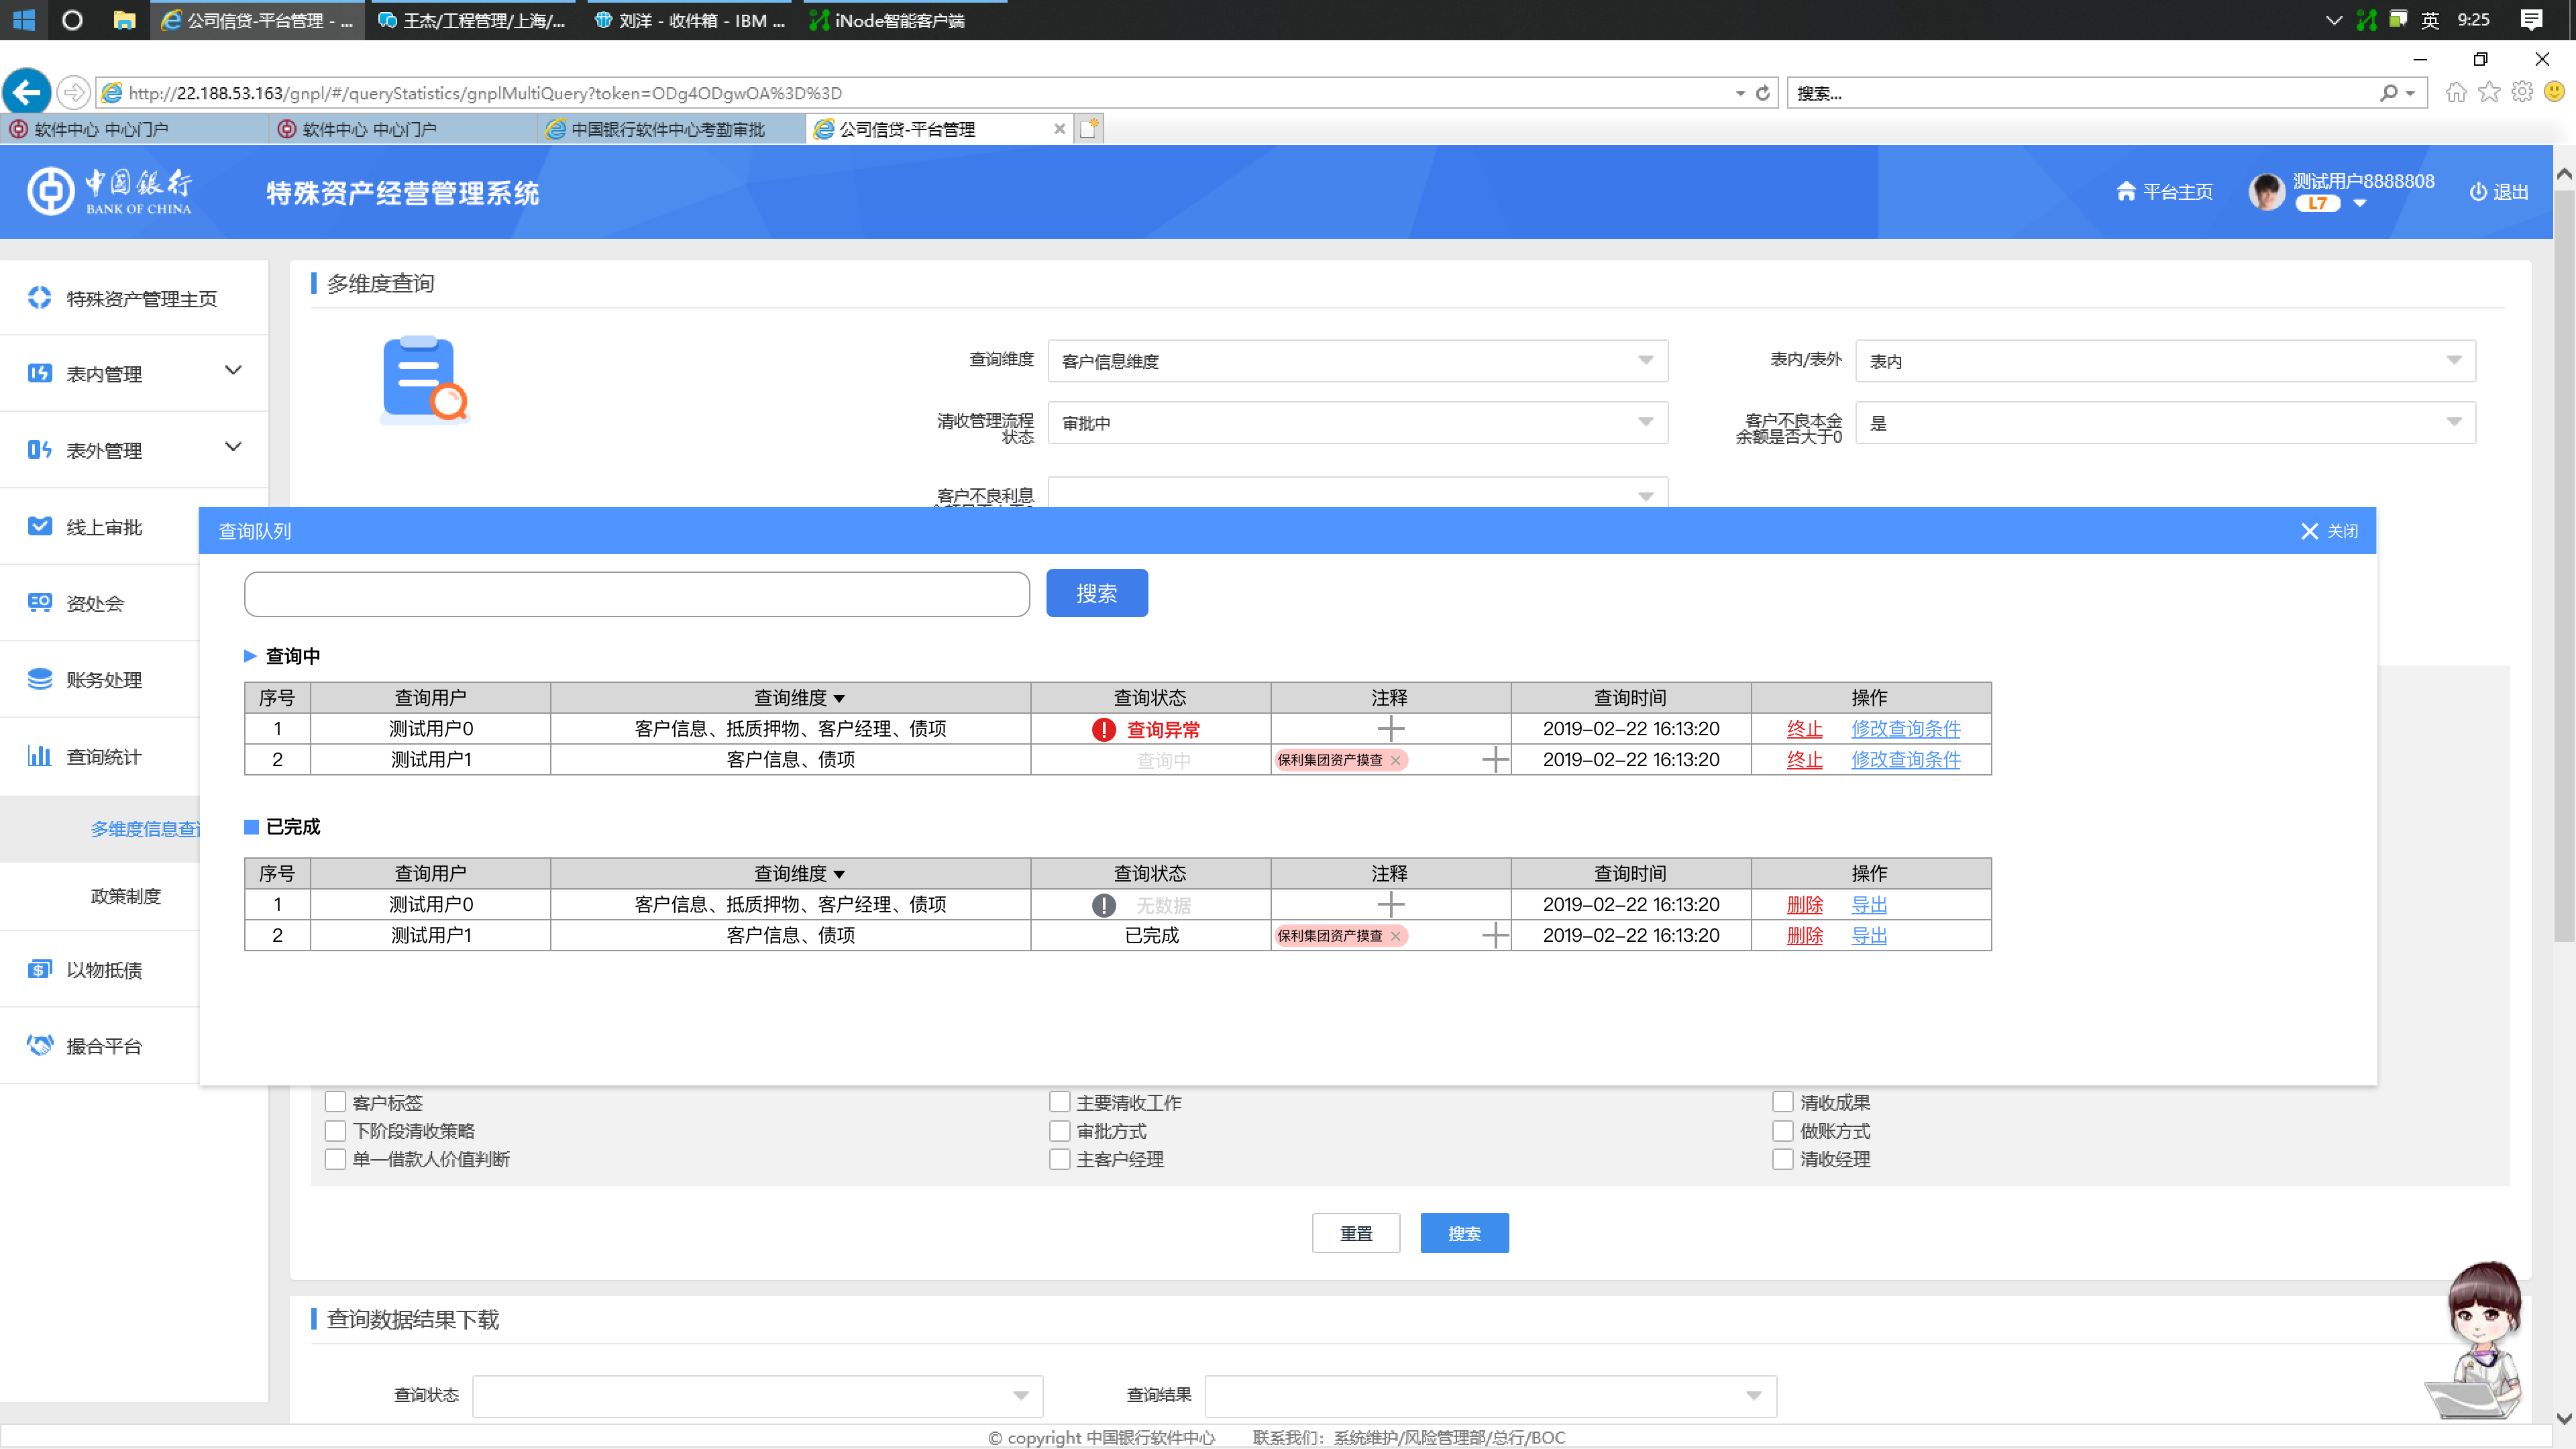 公司信贷-平台管理 - ...
王杰/工程管理/上海/...
刘洋 - 收件箱 - IBM ...
iNode智能客户端
英
9:25
http://22.188.53.163/gnpl/#/queryStatistics/gnplMultiQuery?token=ODg4ODgwOA%3D%3D
搜索...
软件中心 中心门户
软件中心 中心门户
中国银行软件中心考勤审批
公司信贷-平台管理
中国银行
BANK OF CHINA
特殊资产经营管理系统
平台主页
测试用户8888808
L7
退出
特殊资产管理主页
表内管理
表外管理
线上审批
资处会
账务处理
查询统计
多维度信息查
政策制度
以物抵债
撮合平台
多维度查询
查询维度
客户信息维度
表内/表外
表内
清收管理流程
状态
审批中
客户不良本金
余额是否大于0
是
客户不良利息
查询队列
关闭
搜索
查询中
序号 查询用户 查询维度 查询状态 注释 查询时间 操作
1 测试用户0 客户信息、抵质押物、客户经理、债项 查询异常 2019-02-22 16:13:20 终止 修改查询条件
2 测试用户1 客户信息、债项 查询中 保利集团资产摸查 2019-02-22 16:13:20 终止 修改查询条件
已完成
序号 查询用户 查询维度 查询状态 注释 查询时间 操作
1 测试用户0 客户信息、抵质押物、客户经理、债项 无数据 2019-02-22 16:13:20 删除 导出
2 测试用户1 客户信息、债项 已完成 保利集团资产摸查 2019-02-22 16:13:20 删除 导出
客户标签 主要清收工作 清收成果
下阶段清收策略 审批方式 做账方式
单一借款人价值判断 主客户经理 清收经理
重置
搜索
查询数据结果下载
查询状态
查询结果
© copyright 中国银行软件中心 联系我们：系统维护/风险管理部/总行/BOC